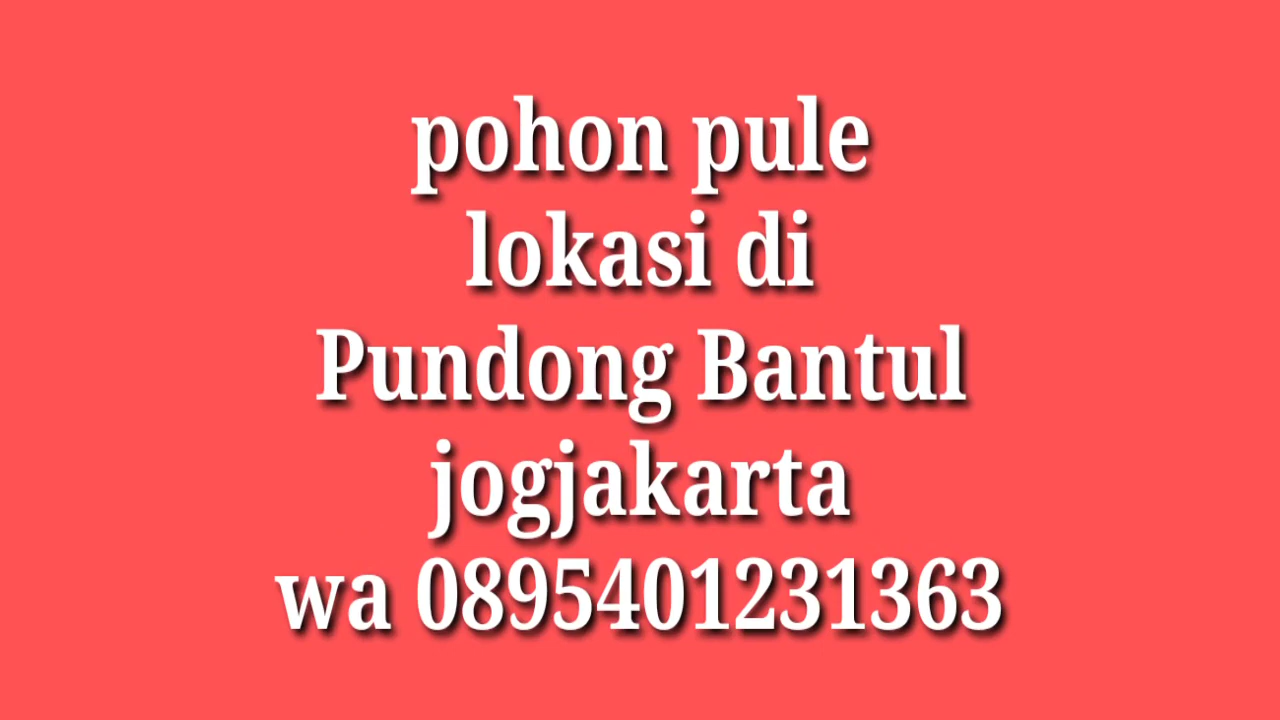 pohon pule
lokasi di
Pundong Bantul
jogjakarta
wa 0895401231363